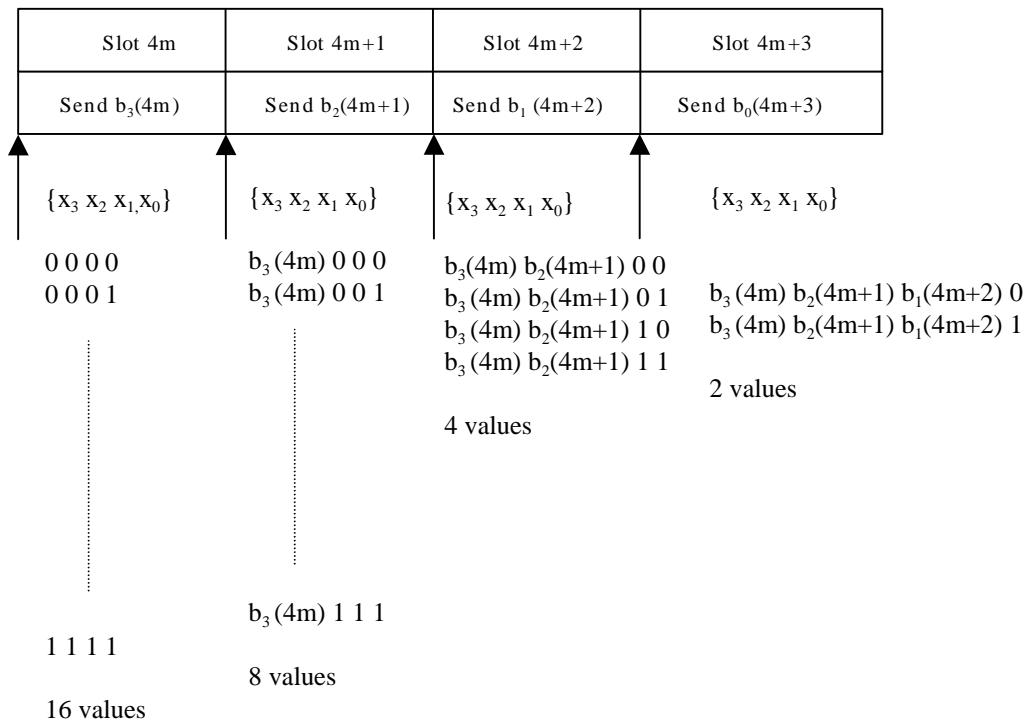 Slot 4m Slot 4m+1 Slot 4m+2 Slot 4m+3
Send b₃(4m) Send b₂(4m+1) Send b₁ (4m+2) Send b₀(4m+3)
{x₃ x₂ x₁,x₀} {x₃ x₂ x₁ x₀} {x₃ x₂ x₁ x₀} {x₃ x₂ x₁ x₀}
0 0 0 0
0 0 0 1
1 1 1 1
16 values
b₃(4m) 0 0 0
b₃(4m) 0 0 1
b₃(4m) 1 1 1
8 values
b₃(4m) b₂(4m+1) 0 0
b₃(4m) b₂(4m+1) 0 1
b₃(4m) b₂(4m+1) 1 0
b₃(4m) b₂(4m+1) 1 1
4 values
b₃(4m) b₂(4m+1) b₁(4m+2) 0
b₃(4m) b₂(4m+1) b₁(4m+2) 1
2 values